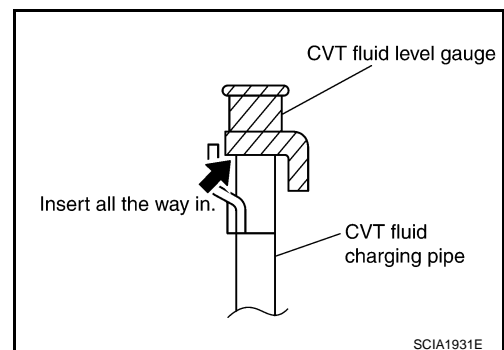 CVT fluid level gauge
Insert all the way in.
CVT fluid
charging pipe
SCIA1931E